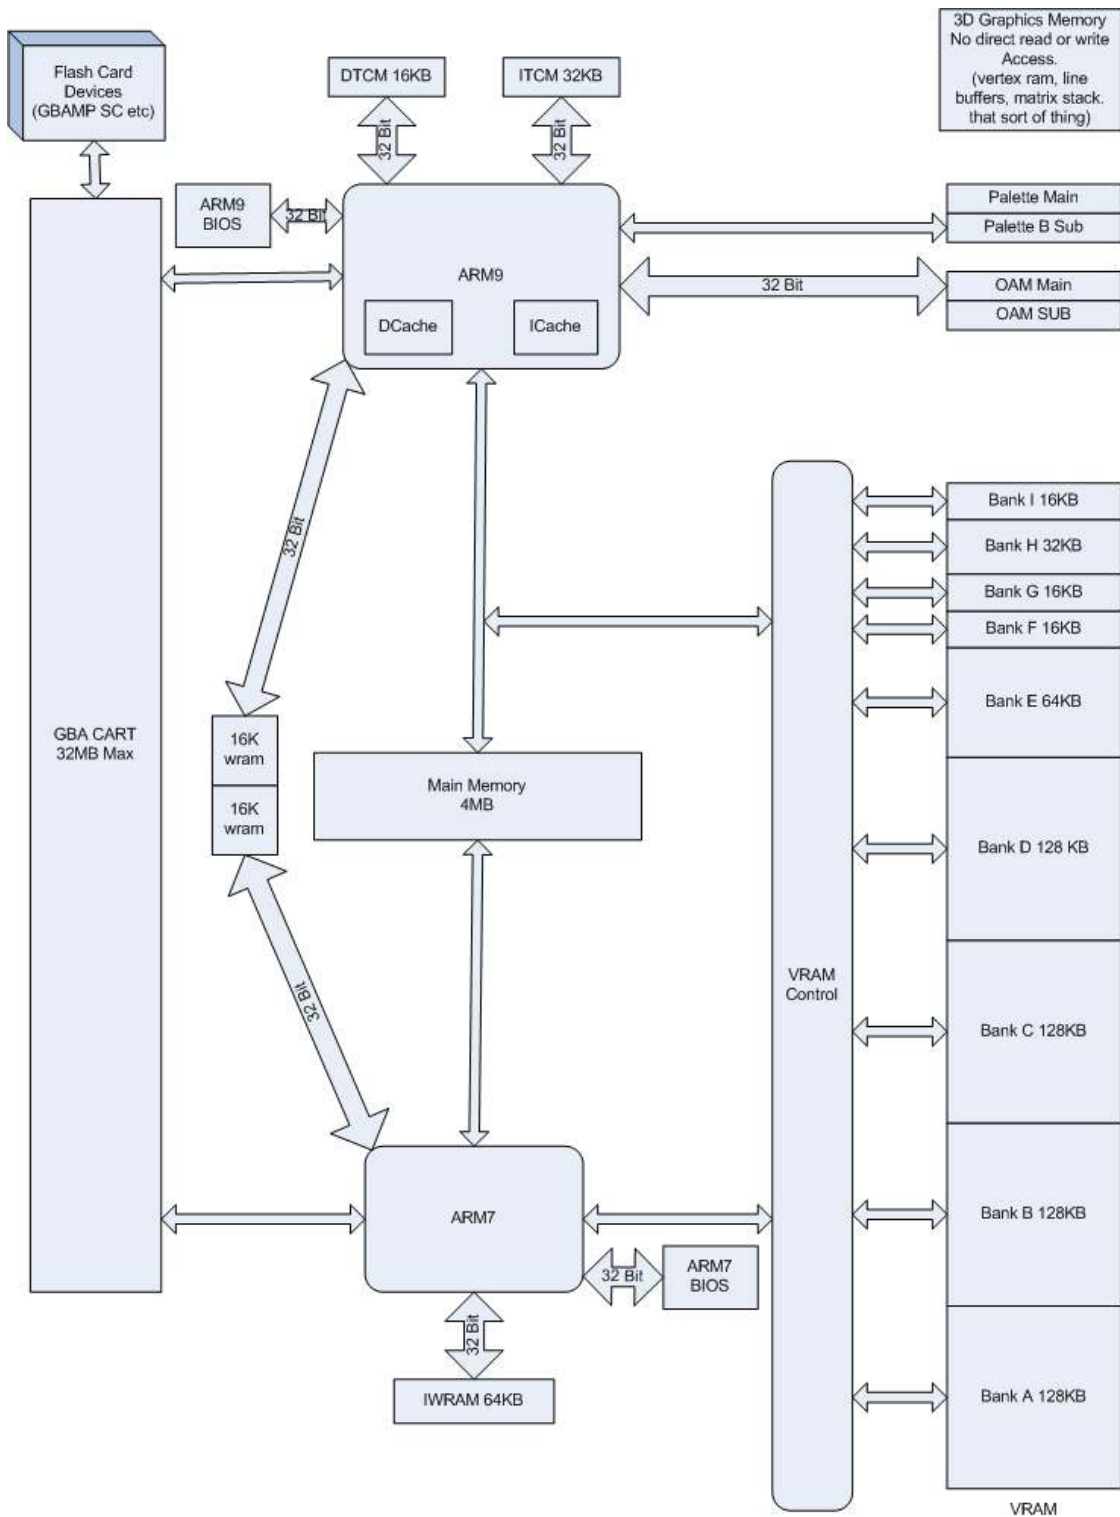 3D Graphics Memory
No direct read or write
Access.
(vertex ram, line
buffers, matrix stack.
that sort of thing)
Flash Card
Devices
(GBAMP SC etc)
DTCM 16KB
ITCM 32KB
32 Bit
32 Bit
ARM9
BIOS
32 Bit
Palette Main
Palette B Sub
ARM9
32 Bit
OAM Main
OAM SUB
DCache
ICache
32 Bit
Bank I 16KB
Bank H 32KB
Bank G 16KB
Bank F 16KB
Bank E 64KB
GBA CART
32MB Max
16K
wram
16K
wram
Main Memory
4MB
Bank D 128 KB
VRAM
Control
32 Bit
Bank C 128KB
ARM7
Bank B 128KB
32 Bit
ARM7
BIOS
32 Bit
IWRAM 64KB
Bank A 128KB
VRAM